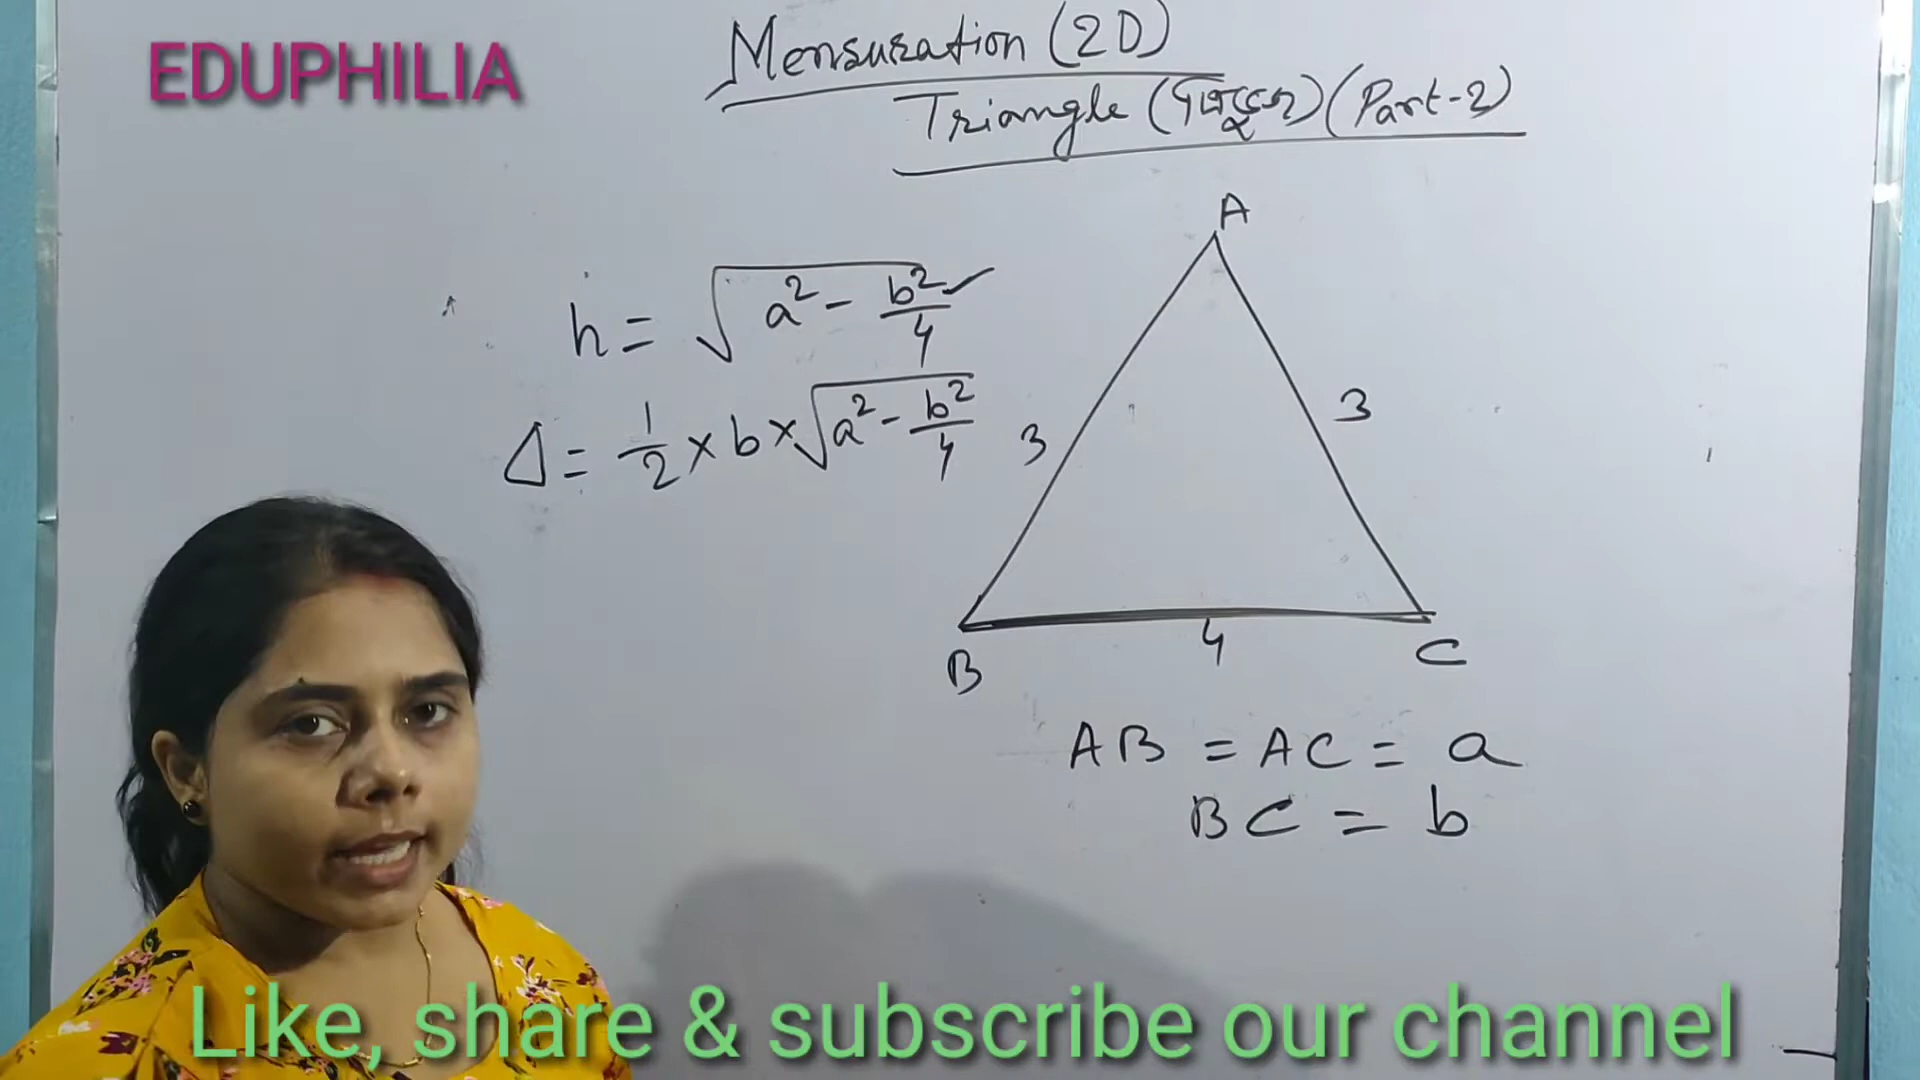 EDUPHILIA
Mensuration (2D)
Triangle (ত্রিভুজ) (Part-2)
h = √(a² - b²/4) ✓
Δ = 1/2 × b × √(a² - b²/4)
A
3
3
4
B
C
AB = AC = a
BC = b
Like, share & subscribe our channel